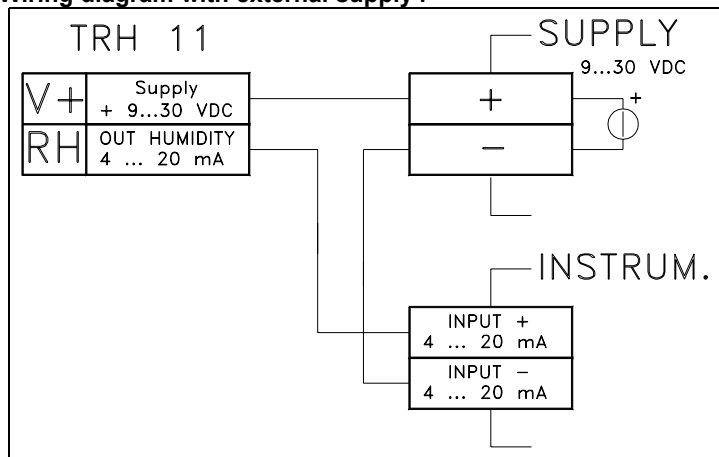 Wiring diagram with external supply :
TRH 11
SUPPLY
9...30 VDC
V+
Supply
+ 9...30 VDC
+
+
RH
OUT HUMIDITY
4 ... 20 mA
−
INSTRUM.
INPUT +
4 ... 20 mA
INPUT −
4 ... 20 mA